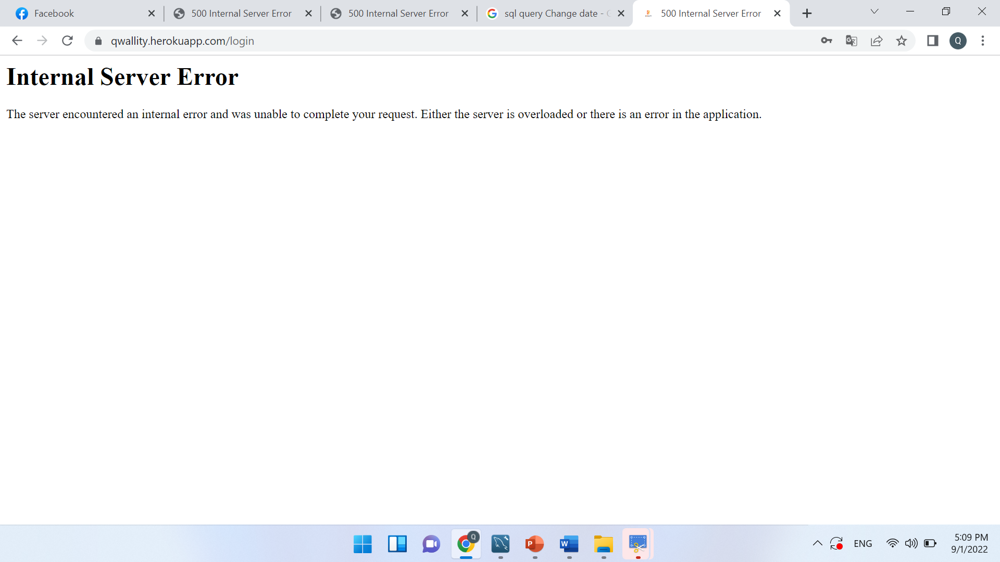 Facebook
500 Internal Server Error
500 Internal Server Error
sql query Change date -
500 Internal Server Error
qwallity.herokuapp.com/login
Q
Internal Server Error
The server encountered an internal error and was unable to complete your request. Either the server is overloaded or there is an error in the application.
Q
P
W
ENG
5:09 PM
9/1/2022